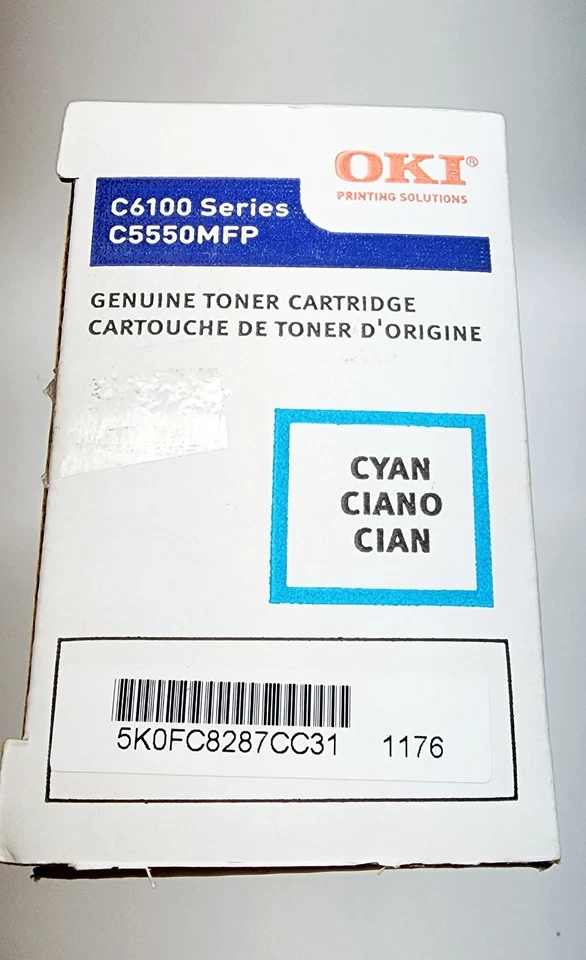 OKI®
PRINTING SOLUTIONS
C6100 Series
C5550MFP
GENUINE TONER CARTRIDGE
CARTOUCHE DE TONER D'ORIGINE
CYAN
CIANO
CIAN
5K0FC8287CC31 1176